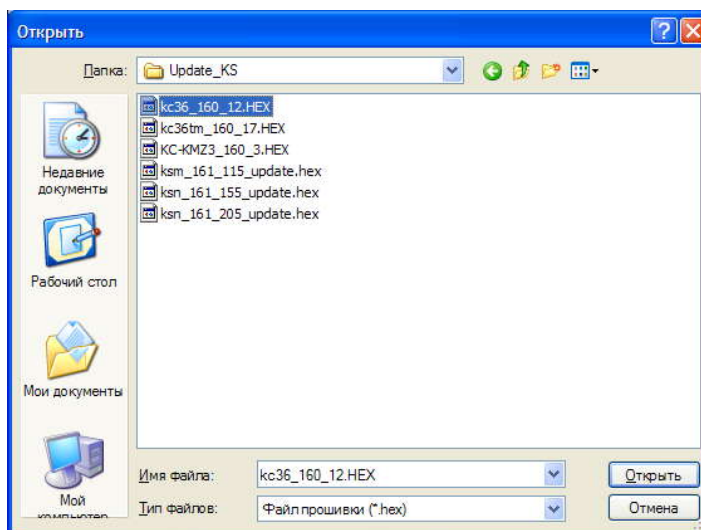 Открыть
Папка: Update_KS
kc36_160_12.HEX
kc36tm_160_17.HEX
KC-KMZ3_160_3.HEX
ksm_161_115_update.hex
ksn_161_155_update.hex
ksn_161_205_update.hex
Недавние
документы
Рабочий стол
Мои документы
Мой
компьютер
Имя файла: kc36_160_12.HEX Открыть
Тип файлов: Файл прошивки (*.hex) Отмена